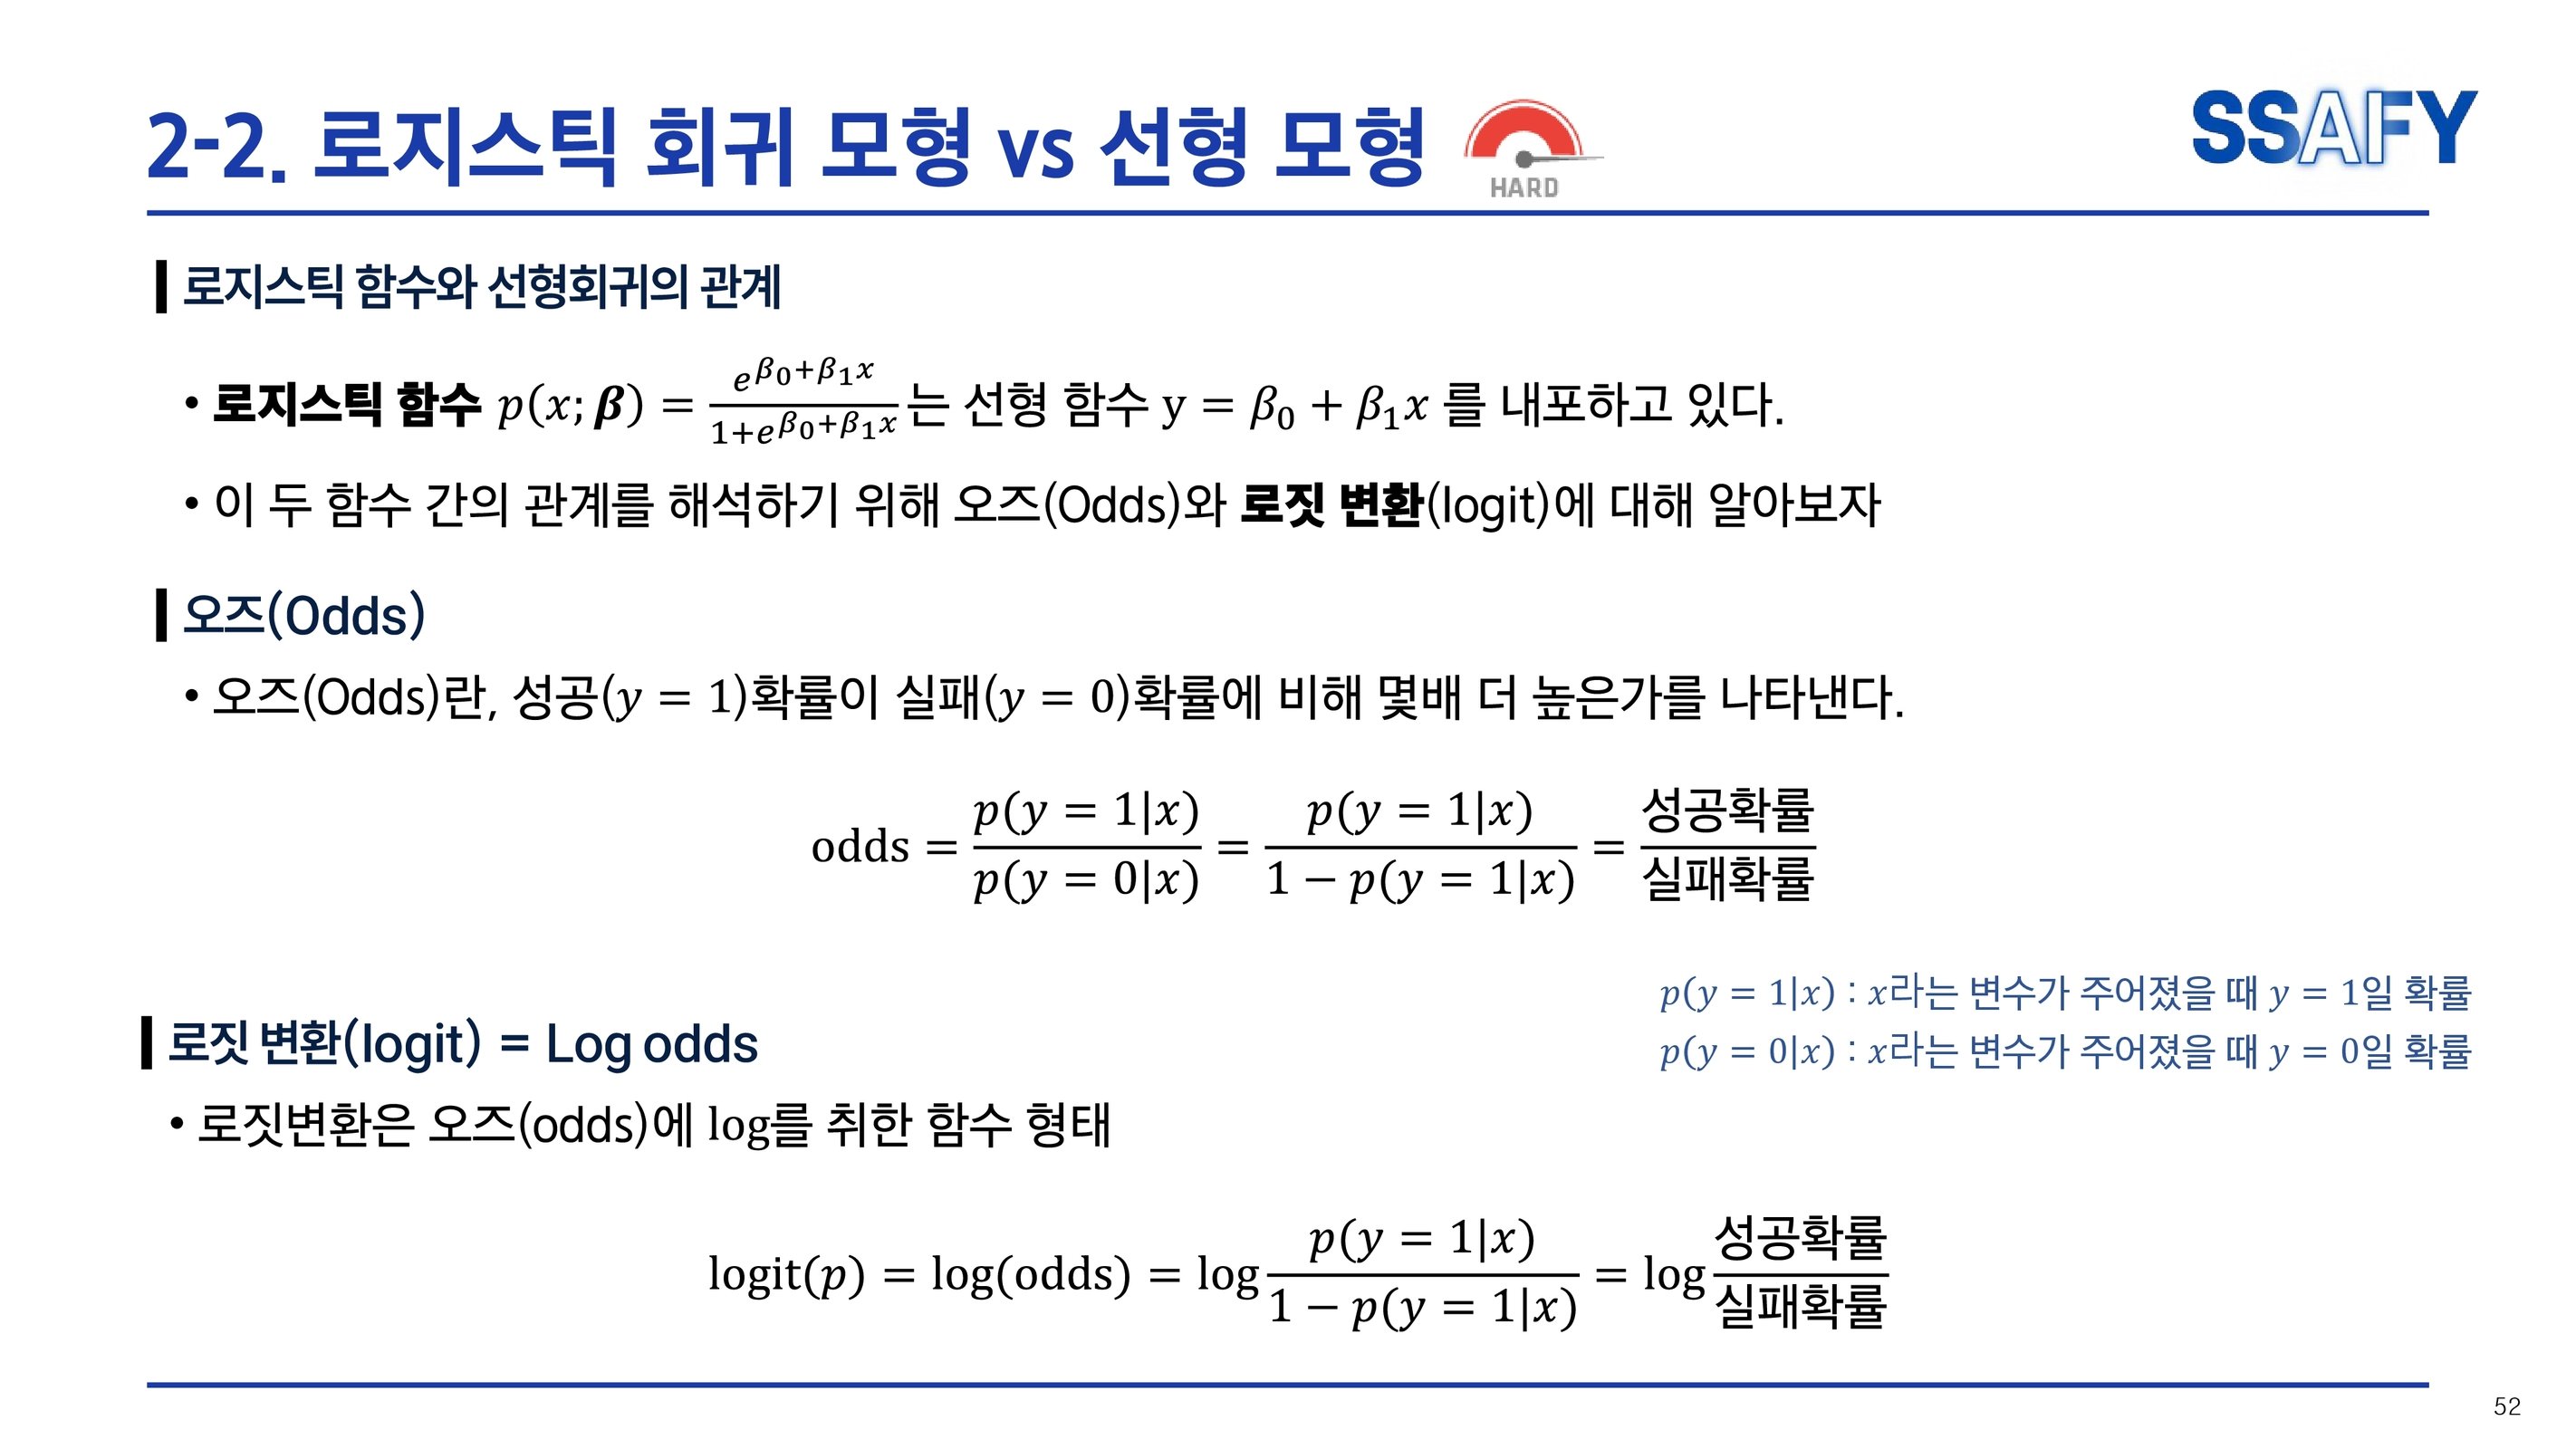 2-2. 로지스틱 회귀 모형 vs 선형 모형
HARD
SSAFY
로지스틱 함수와 선형회귀의 관계
• 로지스틱 함수 $p(x; \boldsymbol{\beta}) = \frac{e^{\beta_0+\beta_1 x}}{1+e^{\beta_0+\beta_1 x}}$ 는 선형 함수 $y = \beta_0 + \beta_1 x$ 를 내포하고 있다.
• 이 두 함수 간의 관계를 해석하기 위해 오즈(Odds)와 로짓 변환(logit)에 대해 알아보자
오즈(Odds)
• 오즈(Odds)란, 성공($y = 1$)확률이 실패($y = 0$)확률에 비해 몇배 더 높은가를 나타낸다.
$\text{odds} = \frac{p(y = 1|x)}{p(y = 0|x)} = \frac{p(y = 1|x)}{1 - p(y = 1|x)} = \frac{성공확률}{실패확률}$
$p(y = 1|x)$ : $x$라는 변수가 주어졌을 때 $y = 1$일 확률
$p(y = 0|x)$ : $x$라는 변수가 주어졌을 때 $y = 0$일 확률
로짓 변환(logit) = Log odds
• 로짓변환은 오즈(odds)에 log를 취한 함수 형태
$\text{logit}(p) = \log(\text{odds}) = \log \frac{p(y = 1|x)}{1 - p(y = 1|x)} = \log \frac{성공확률}{실패확률}$
52